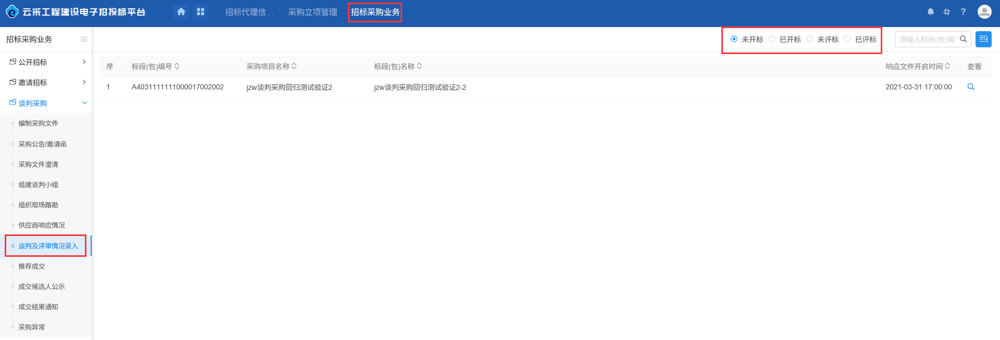 云采工程建设电子招投标平台
招标代理信... 采购立项管理 招标采购业务
招标采购业务
未开标 已开标 未评标 已评标
请输入标段(包)编
公开招标
邀请招标
谈判采购
编制采购文件
采购公告/邀请函
采购文件澄清
组建谈判小组
组织现场踏勘
供应商响应情况
谈判及评审情况录入
推荐成交
成交候选人公示
成交结果通知
采购异常
序 标段(包)编号 采购项目名称 标段(包)名称 响应文件开启时间 查看
1 A4031111111000017002002 jzw谈判采购回归测试验证2 jzw谈判采购回归测试验证2-2 2021-03-31 17:00:00